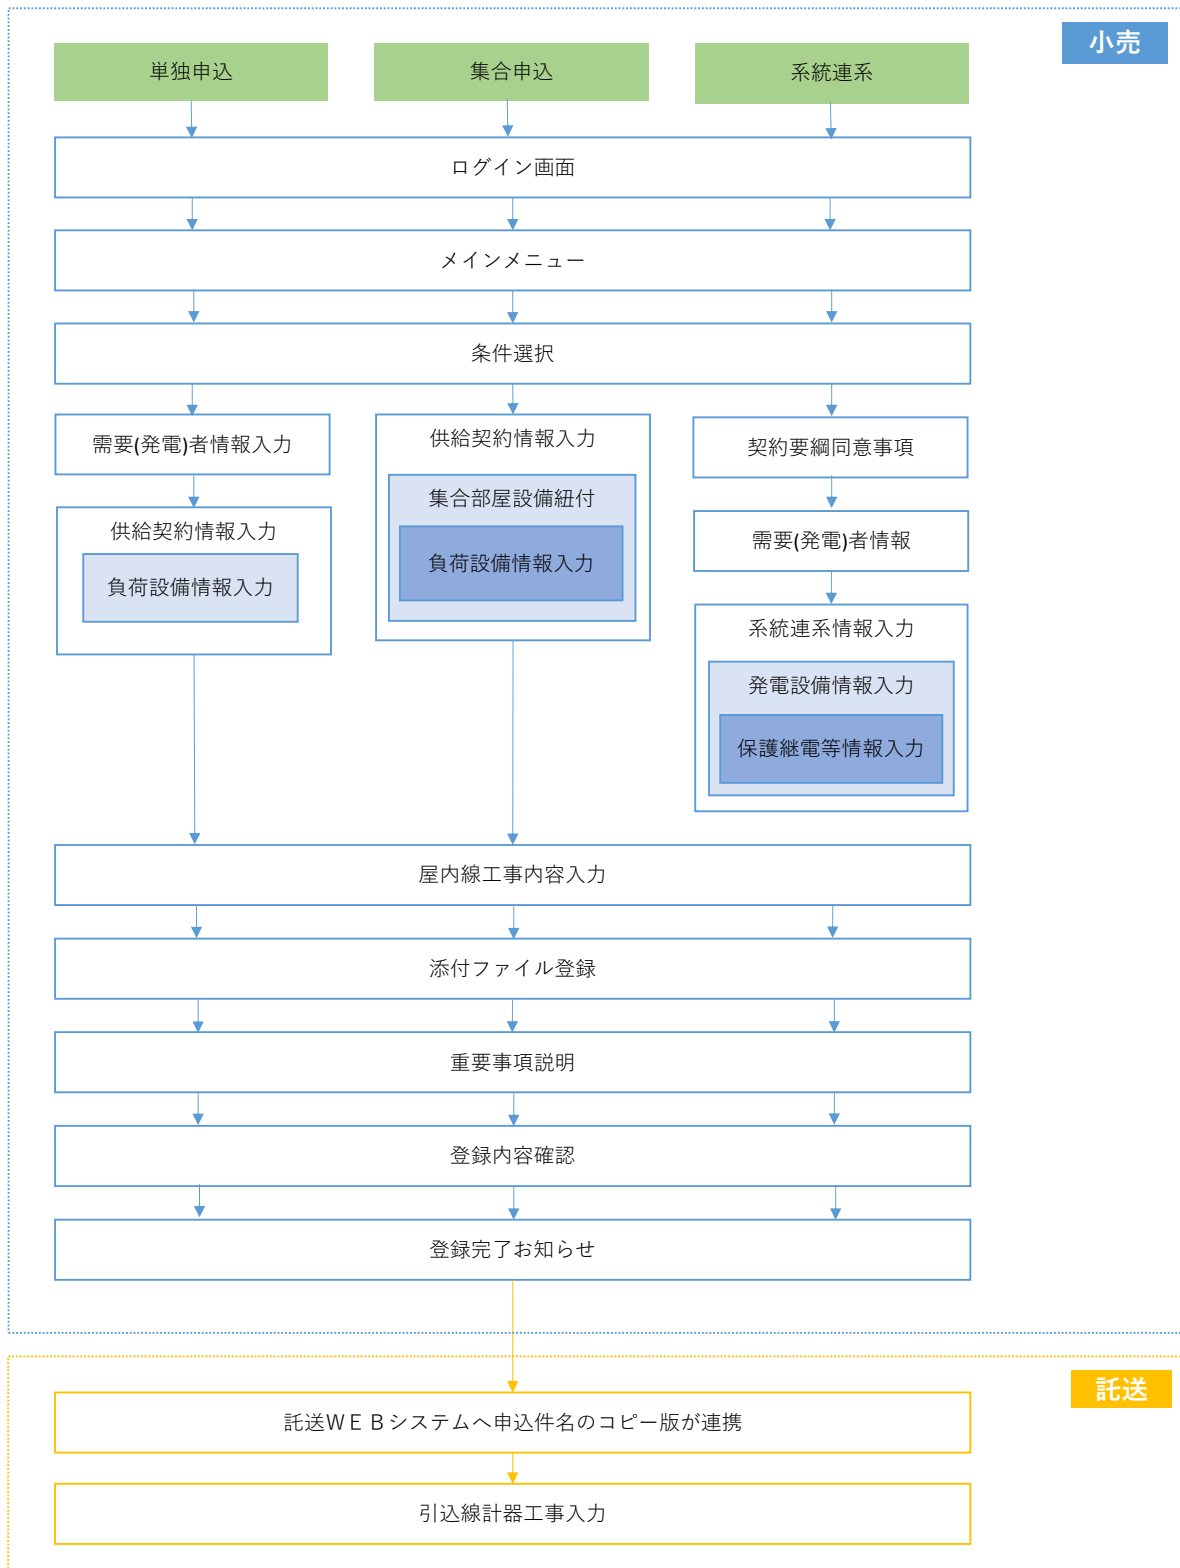 小売
単独申込
集合申込
系統連系
ログイン画面
メインメニュー
条件選択
需要(発電)者情報入力
供給契約情報入力
負荷設備情報入力
供給契約情報入力
集合部屋設備紐付
負荷設備情報入力
契約要綱同意事項
需要(発電)者情報
系統連系情報入力
発電設備情報入力
保護継電等情報入力
屋内線工事内容入力
添付ファイル登録
重要事項説明
登録内容確認
登録完了お知らせ
託送
託送WEBシステムへ申込件名のコピー版が連携
引込線計器工事入力